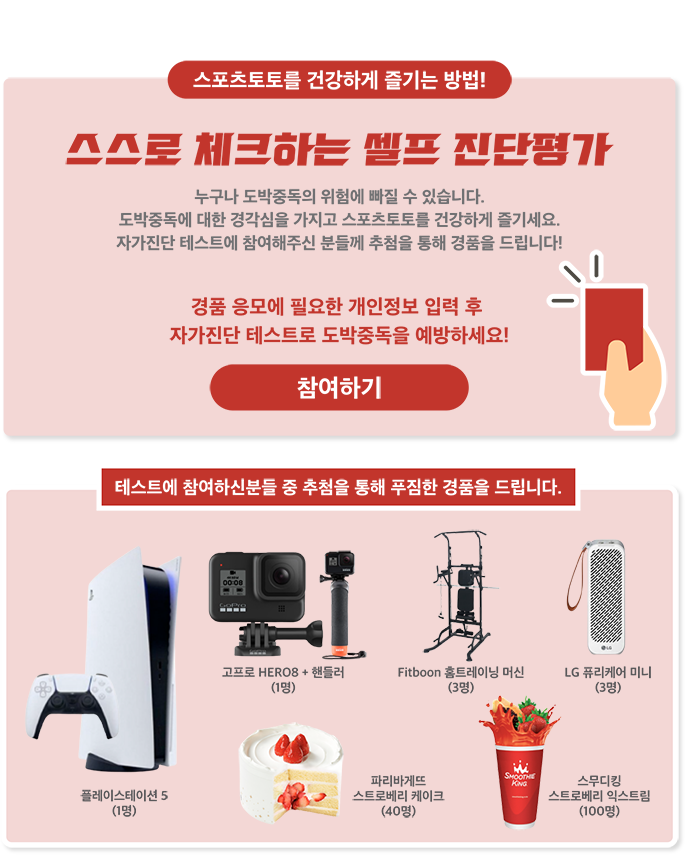 스포츠토토를 건강하게 즐기는 방법!
스스로 체크하는 셀프 진단평가
누구나 도박중독의 위험에 빠질 수 있습니다.
도박중독에 대한 경각심을 가지고 스포츠토토를 건강하게 즐기세요.
자가진단 테스트에 참여해주신 분들께 추첨을 통해 경품을 드립니다!
경품 응모에 필요한 개인정보 입력 후
자가진단 테스트로 도박중독을 예방하세요!
참여하기
테스트에 참여하신분들 중 추첨을 통해 푸짐한 경품을 드립니다.
00:08
GoPro
고프로 HERO8 + 핸들러
(1명)
Fitboon 홈트레이닝 머신
(3명)
LG
LG 퓨리케어 미니
(3명)
플레이스테이션 5
(1명)
파리바게뜨
스트로베리 케이크
(40명)
SMOOTHIE
KING
스무디킹
스트로베리 익스트림
(100명)